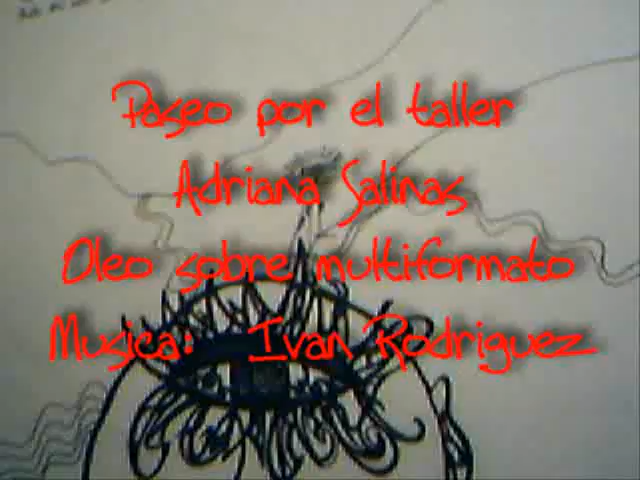 Paseo por el taller
Adriana Salinas
Oleo sobre multiformato
Musica: Ivan Rodriguez